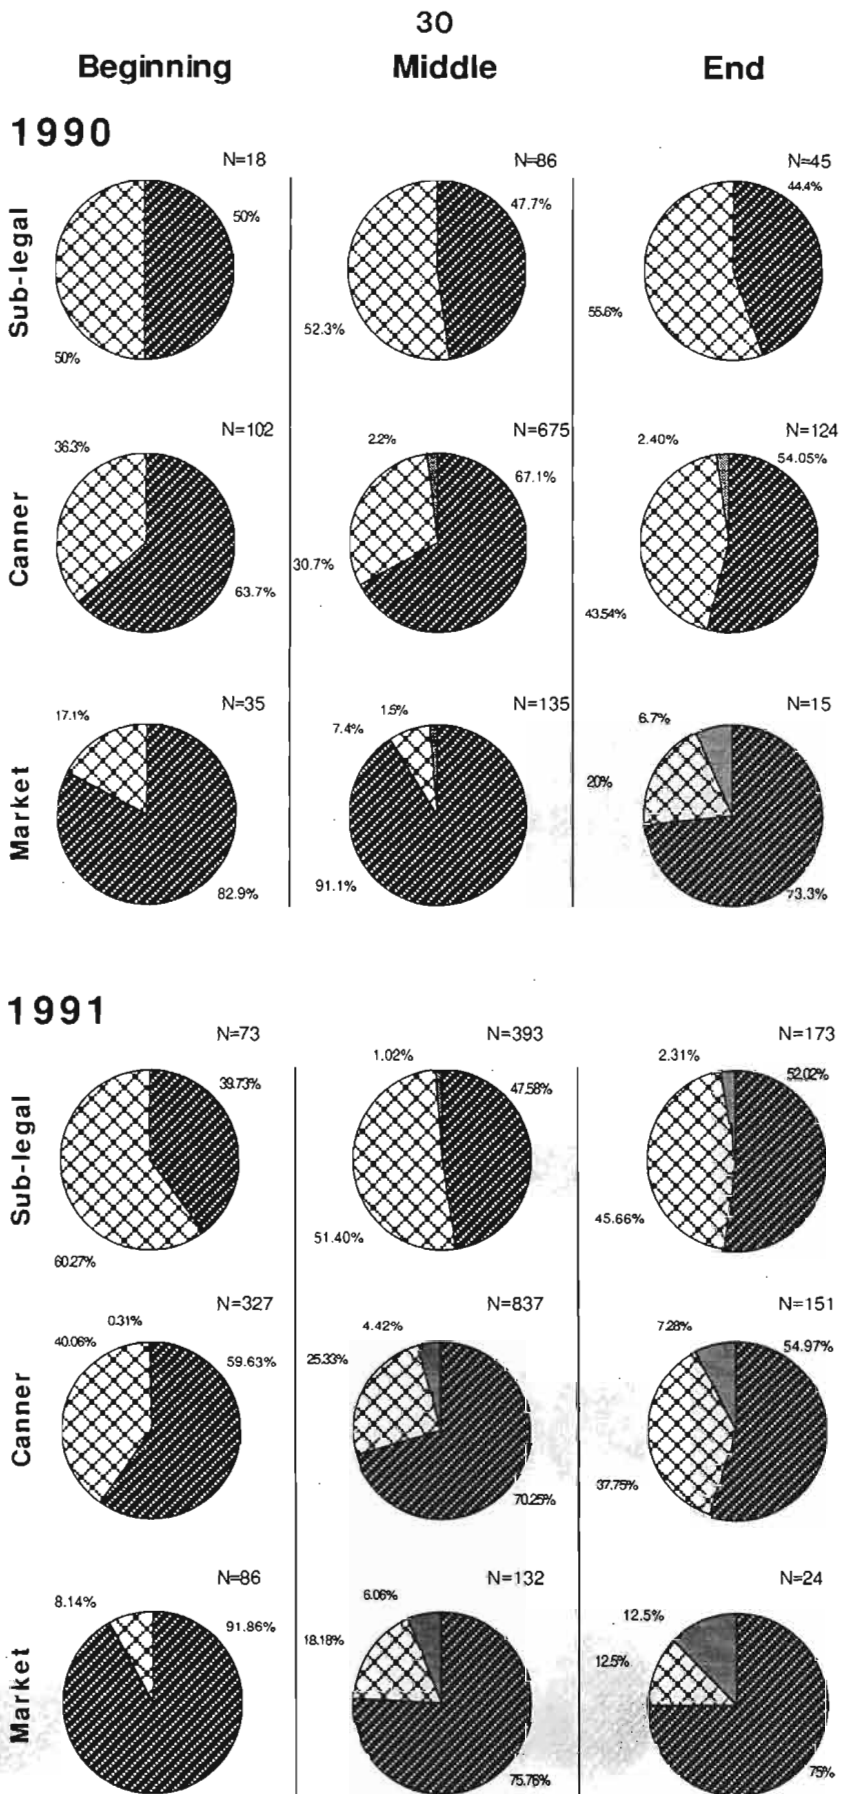 30
Beginning Middle End
1990
N=18 N=86 N=45
50% 47.7% 44.4%
Sub-legal
50% 52.3% 55.6%
N=102 N=675 N=124
36.3% 2.2% 67.1% 2.40% 54.05%
Canner
63.7% 30.7% 43.54%
N=35 N=135 N=15
17.1% 7.4% 1.5% 6.7%
Market
20%
82.9% 91.1% 73.3%
1991
N=73 N=393 N=173
39.73% 1.02% 47.58% 2.31% 52.02%
Sub-legal
60.27% 51.40% 45.66%
N=327 N=837 N=151
40.06% 0.31% 59.63% 25.33% 4.42% 7.28% 54.97%
Canner
70.25% 37.75%
N=86 N=132 N=24
8.14% 91.86% 18.18% 6.06% 12.5% 12.5%
Market
75.76% 75%